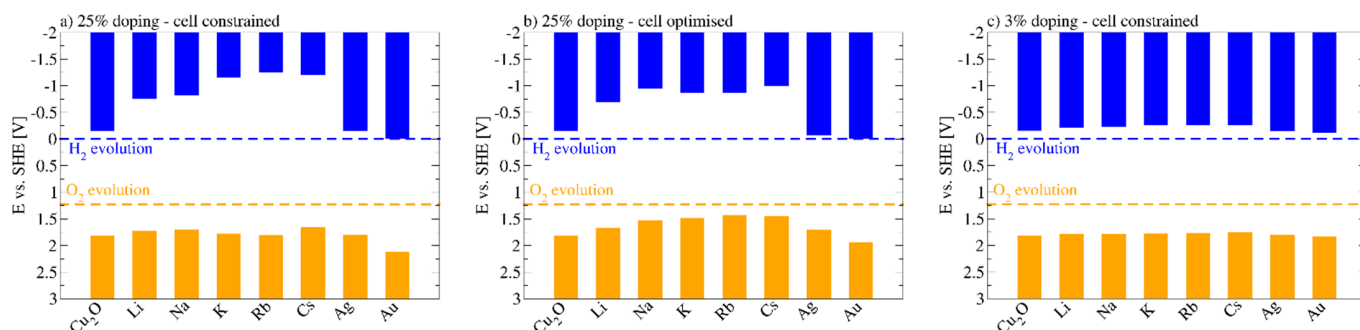 a) 25% doping - cell constrained
-2
-1.5
-1
-0.5
0
0.5
1
1.5
2
2.5
3
E vs. SHE [V]
H2 evolution
O2 evolution
Cu2O Li Na K Rb Cs Ag Au
b) 25% doping - cell optimised
-2
-1.5
-1
-0.5
0
0.5
1
1.5
2
2.5
3
E vs. SHE [V]
H2 evolution
O2 evolution
Cu2O Li Na K Rb Cs Ag Au
c) 3% doping - cell constrained
-2
-1.5
-1
-0.5
0
0.5
1
1.5
2
2.5
3
E vs. SHE [V]
H2 evolution
O2 evolution
Cu2O Li Na K Rb Cs Ag Au